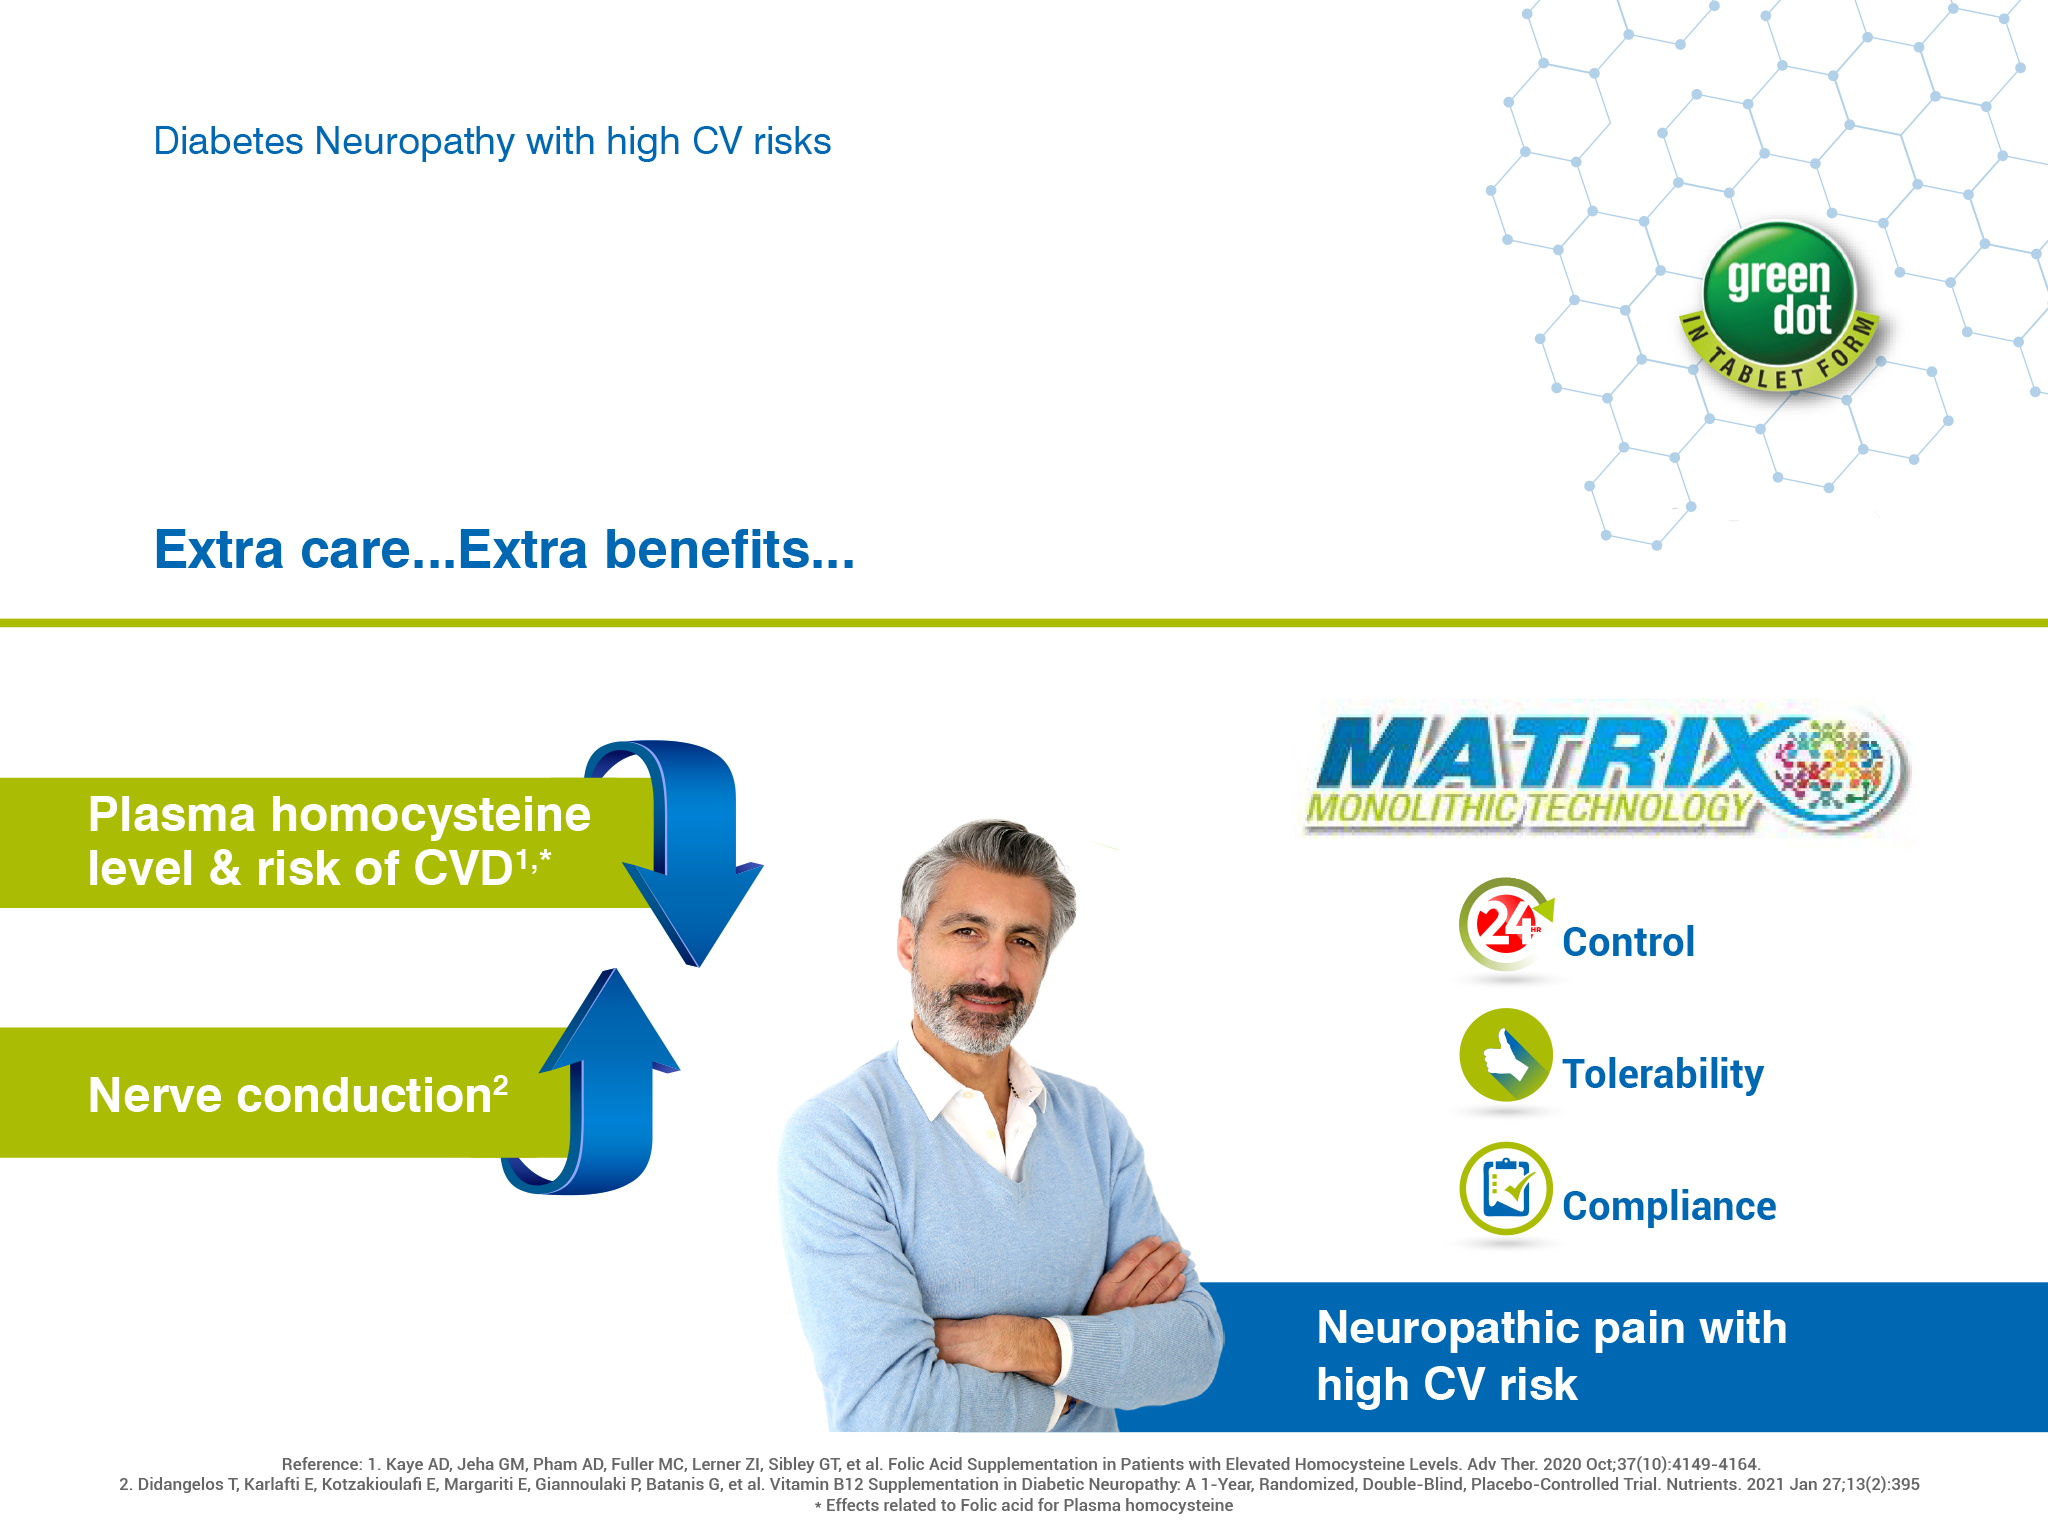 Diabetes Neuropathy with high CV risks
green
dot
IN TABLET FORM
Extra care...Extra benefits...
MATRIX
MONOLITHIC TECHNOLOGY
Plasma homocysteine
level & risk of CVD1,*
24 HR
Control
Tolerability
Nerve conduction2
Compliance
Neuropathic pain with
high CV risk
Reference: 1. Kaye AD, Jeha GM, Pham AD, Fuller MC, Lerner ZI, Sibley GT, et al. Folic Acid Supplementation in Patients with Elevated Homocysteine Levels. Adv Ther. 2020 Oct;37(10):4149-4164.
2. Didangelos T, Karlafti E, Kotzakioulafi E, Margariti E, Giannoulaki P, Batanis G, et al. Vitamin B12 Supplementation in Diabetic Neuropathy: A 1-Year, Randomized, Double-Blind, Placebo-Controlled Trial. Nutrients. 2021 Jan 27;13(2):395
* Effects related to Folic acid for Plasma homocysteine